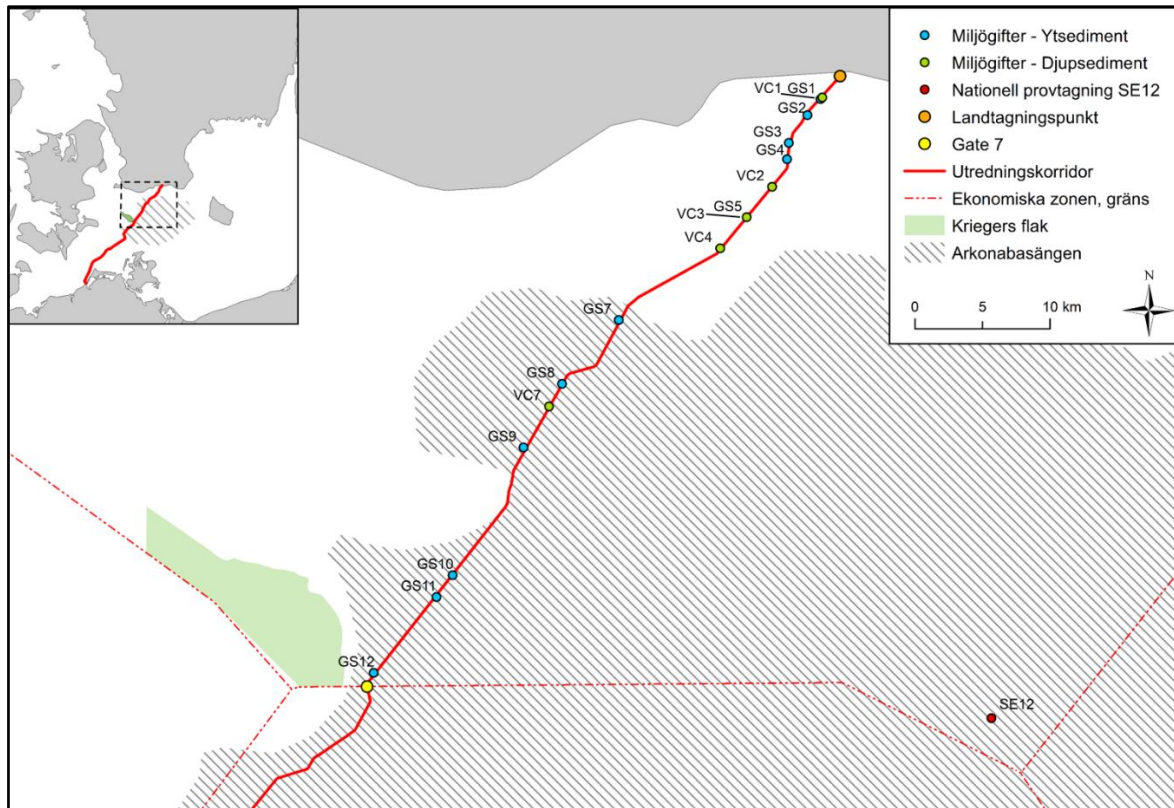 Miljögifter - Ytsediment
Miljögifter - Djupsediment
Nationell provtagning SE12
Landtagningspunkt
Gate 7
Utredningskorridor
Ekonomiska zonen, gräns
Kriegers flak
Arkonabasängen
N
0 5 10 km
VC1 GS1
GS2
GS3
GS4
VC2
GS5
VC3
VC4
GS7
GS8
VC7
GS9
GS10
GS11
GS12
SE12